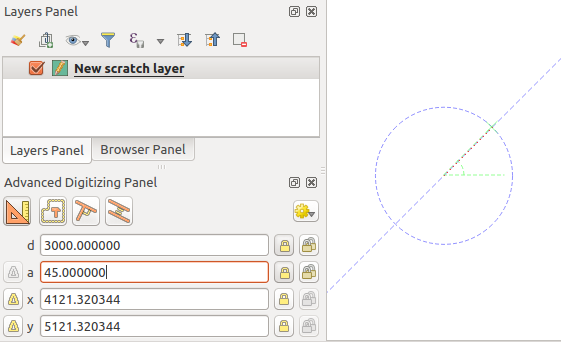 Layers Panel
New scratch layer
Layers Panel Browser Panel
Advanced Digitizing Panel
d 3000.000000
a 45.000000
x 4121.320344
y 5121.320344